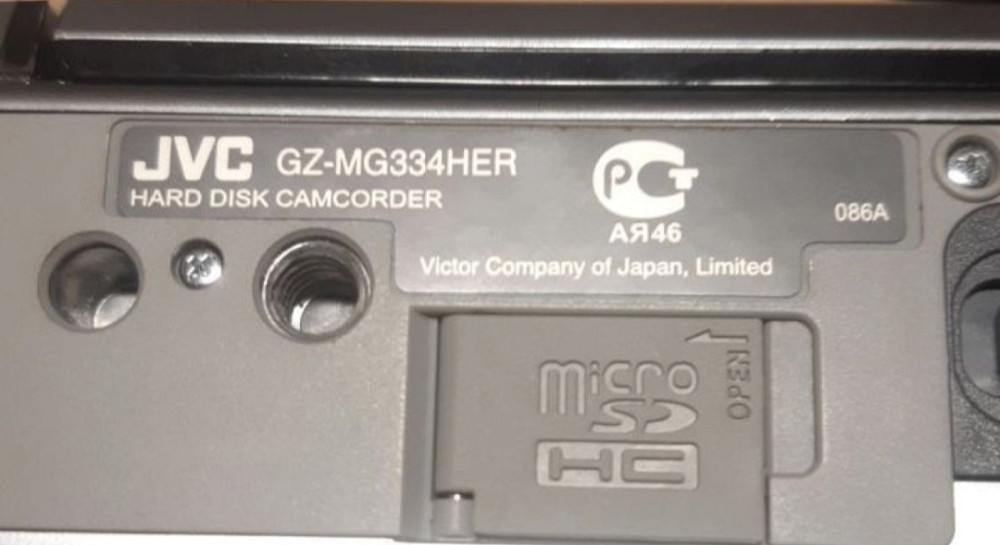 JVC GZ-MG334HER
HARD DISK CAMCORDER
РСТ
АЯ46
086A
Victor Company of Japan, Limited
OPEN
micro
SD
HC